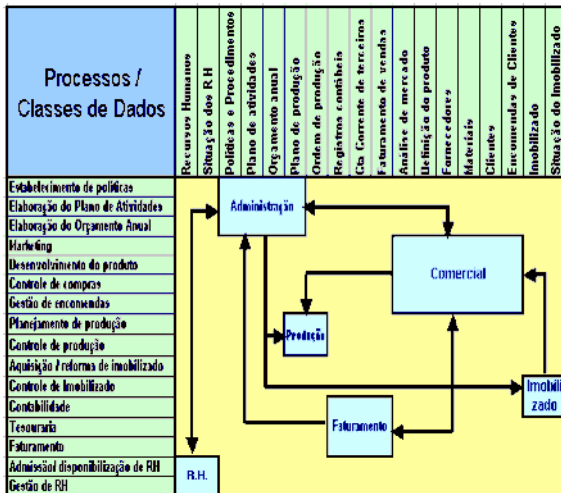 Processos /
Classes de Dados
Recursos Humanos
Situação dos RH
Políticas e Procedimentos
Plano de atividades
Orçamento anual
Plano de produção
Ordem de produção
Registros contábeis
Cta Corrente de terceiros
Faturamento de vendas
Análise de mercado
Definição do produto
Fornecedores
Materiais
Clientes
Encomendas de Clientes
Imobilizado
Situação do Imobilizado
Estabelecimento de políticas
Elaboração do Plano de Atividades
Elaboração do Orçamento Anual
Marketing
Desenvolvimento do produto
Controle de compras
Gestão de encomendas
Planejamento de produção
Controle de produção
Aquisição / reforma de imobilizado
Controle de Imobilizado
Contabilidade
Tesouraria
Faturamento
Admissão/ disponibilização de RH
Gestão de RH
Administração
Comercial
Produção
Imobili
zado
Faturamento
R.H.